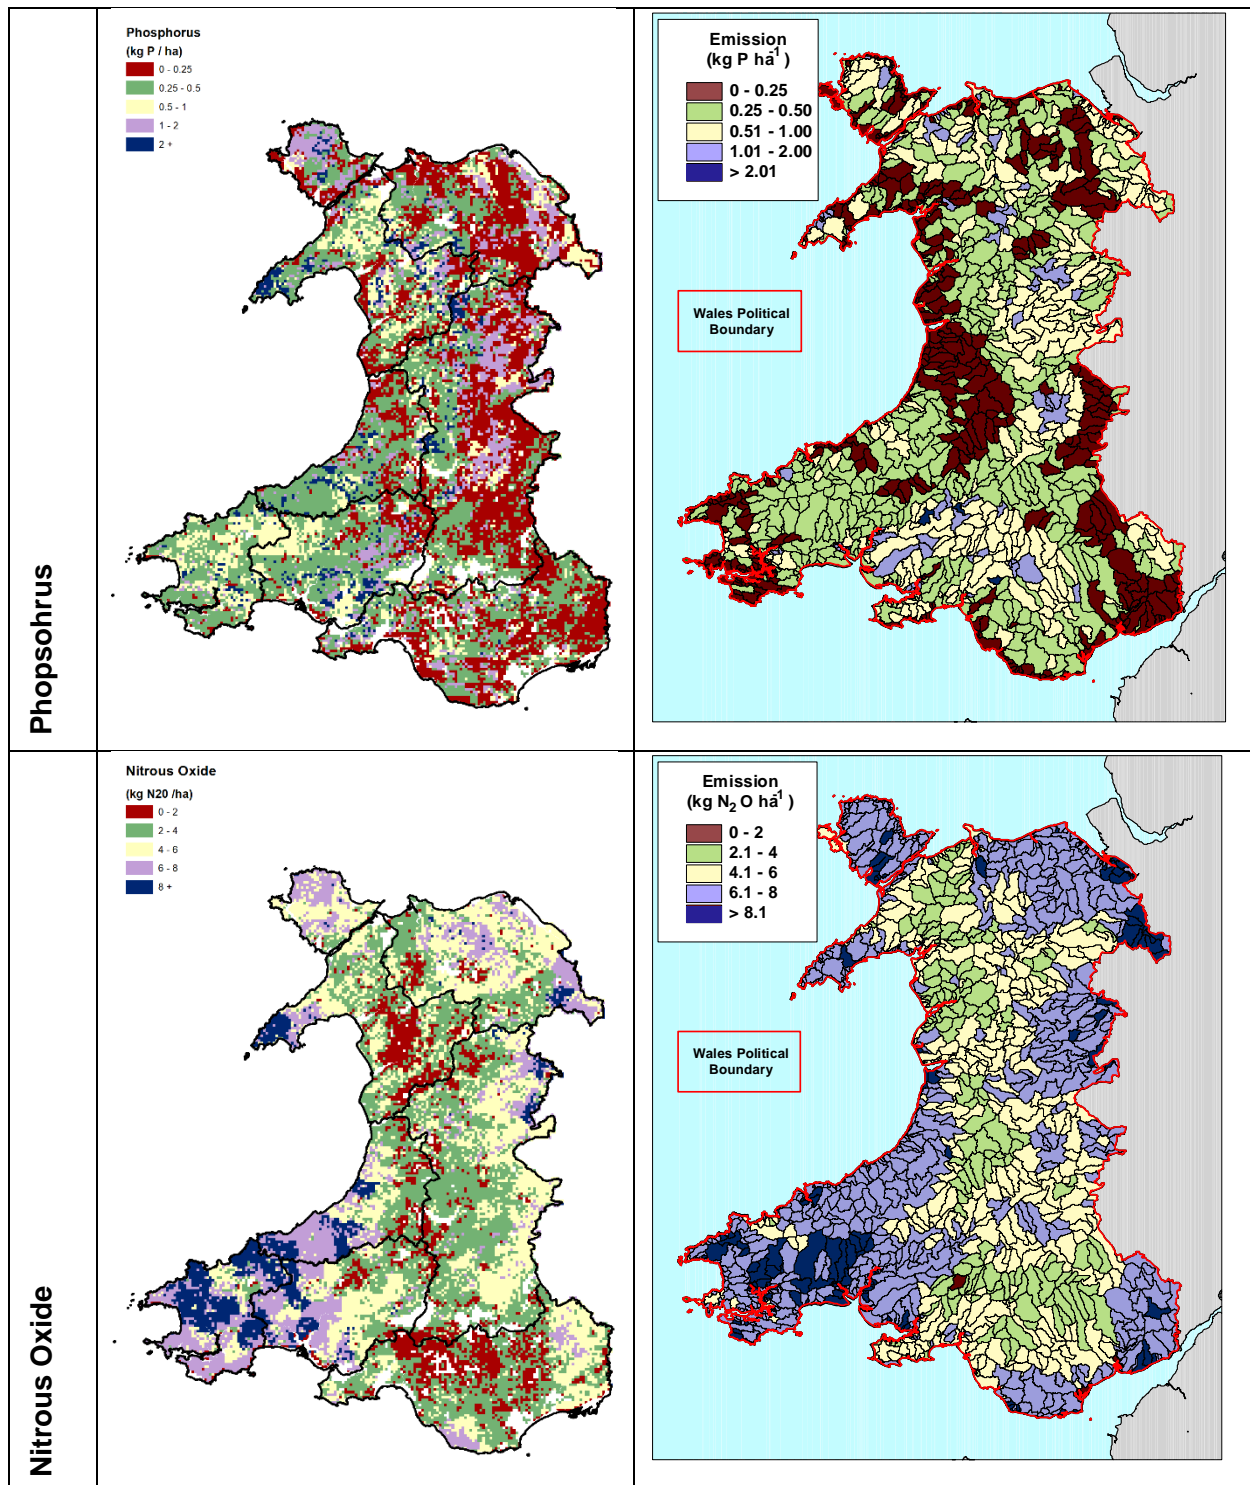 Phopsohrus
Phosphorus
(kg P / ha)
0 - 0.25
0.25 - 0.5
0.5 - 1
1 - 2
2 +
Emission
(kg P ha-1 )
0 - 0.25
0.25 - 0.50
0.51 - 1.00
1.01 - 2.00
> 2.01
Wales Political
Boundary
Nitrous Oxide
Nitrous Oxide
(kg N20 /ha)
0 - 2
2 - 4
4 - 6
6 - 8
8 +
Emission
(kg N2 O ha-1 )
0 - 2
2.1 - 4
4.1 - 6
6.1 - 8
> 8.1
Wales Political
Boundary